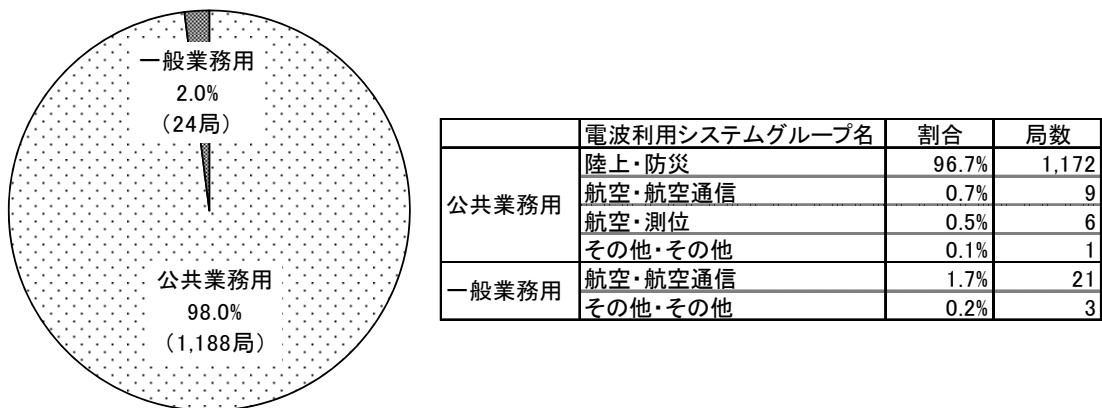 一般業務用
2.0%
(24局)
公共業務用
98.0%
(1,188局)
電波利用システムグループ名 割合 局数
公共業務用 陸上・防災 96.7% 1,172
航空・航空通信 0.7% 9
航空・測位 0.5% 6
その他・その他 0.1% 1
一般業務用 航空・航空通信 1.7% 21
その他・その他 0.2% 3